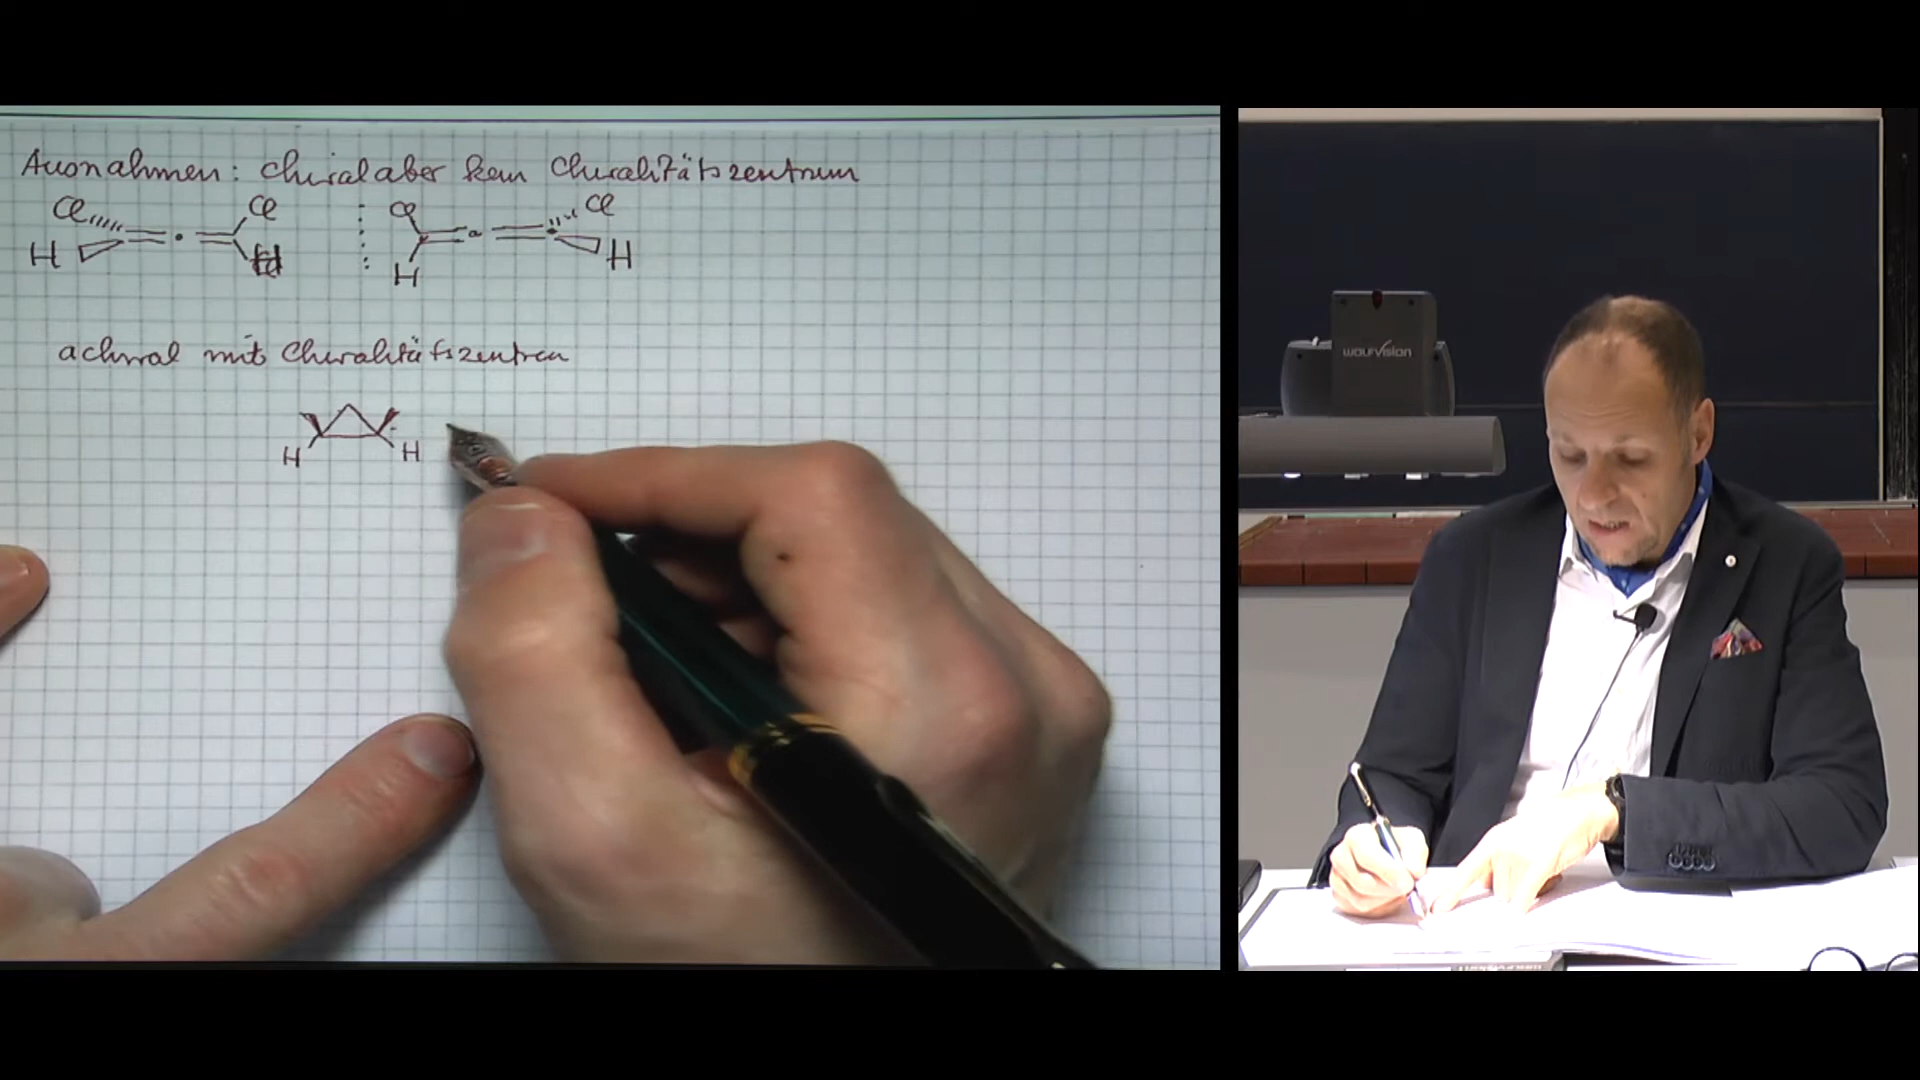 Ausnahmen: chiral aber kein Chiralitätszentrum
Cl Cl Cl Cl
H H H H
achiral mit Chiralitätszentren
H H
WOLFVISION